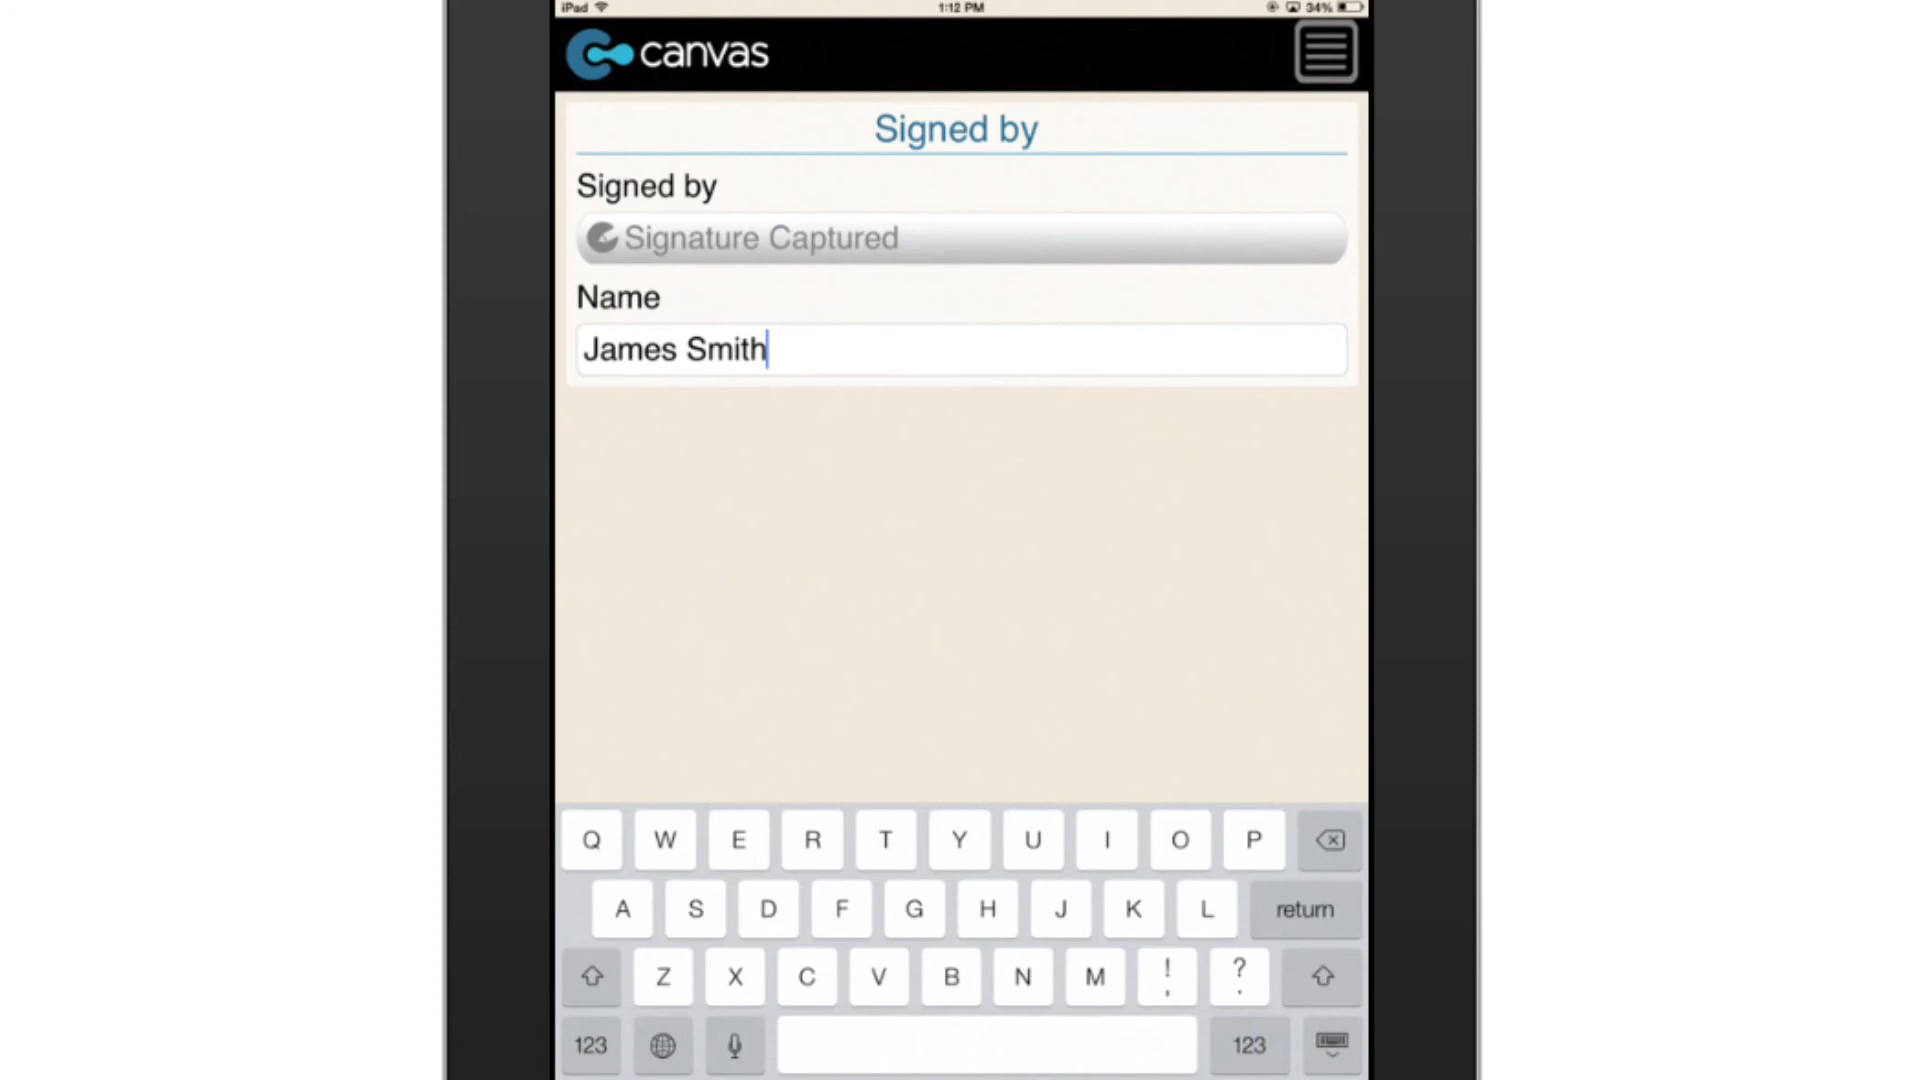 iPad 1:12 PM 34%
canvas
Signed by
Signed by
Signature Captured
Name
James Smith
Q W E R T Y U I O P
A S D F G H J K L return
Z X C V B N M ! , ? .
123 123